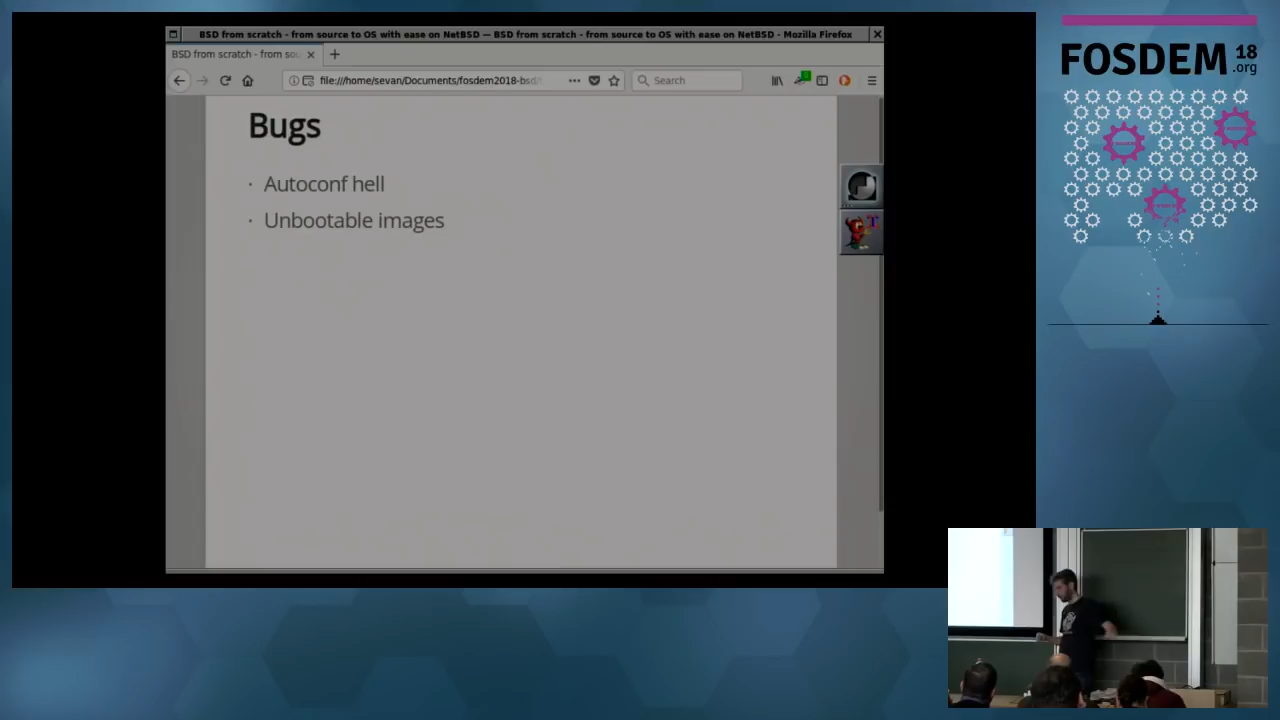 BSD from scratch - from source to OS with ease on NetBSD — BSD from scratch - from source to OS with ease on NetBSD - Mozilla Firefox
BSD from scratch - from sou
file:///home/sevan/Documents/fosdem2018-bsd
Search
Bugs
· Autoconf hell
· Unbootable images
FOSDEM 18
.org